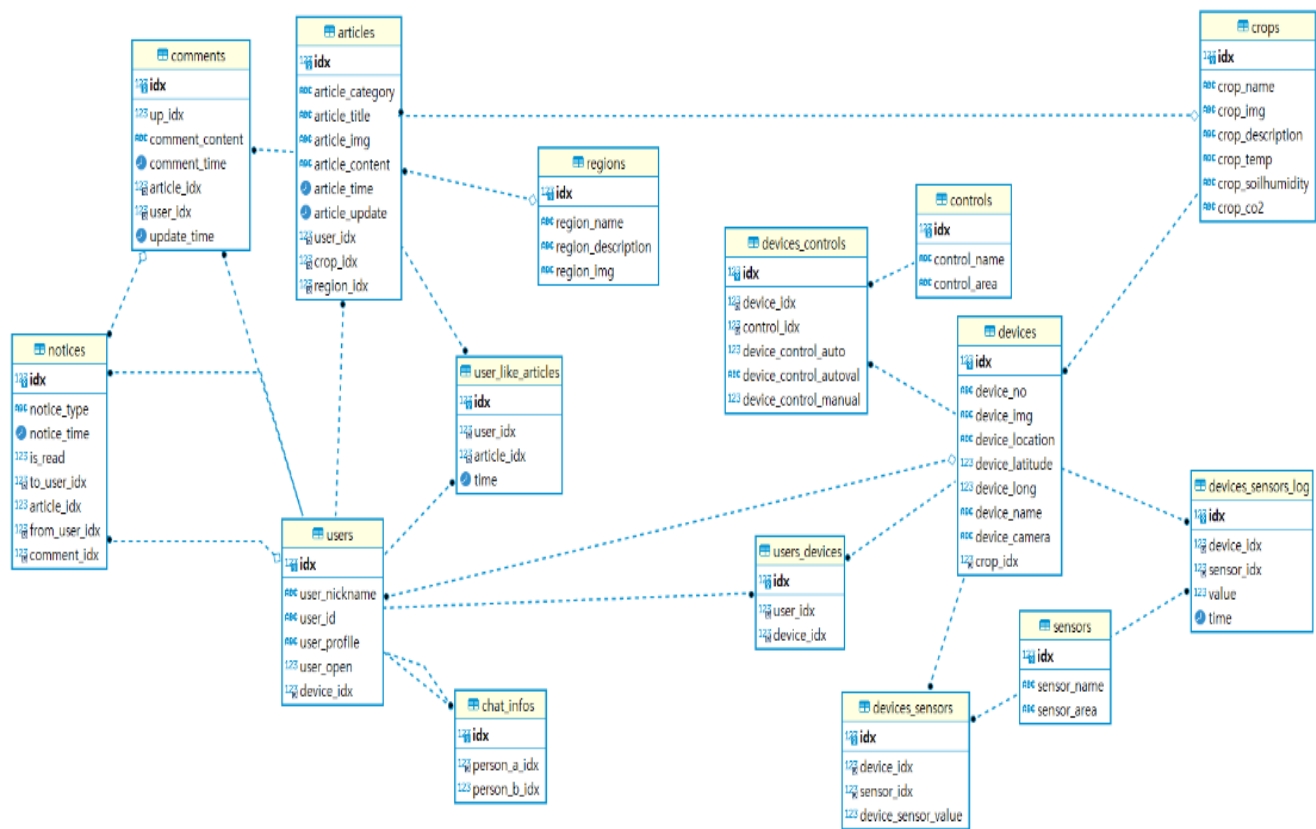 comments
idx
up_idx
comment_content
comment_time
article_idx
user_idx
update_time
articles
idx
article_category
article_title
article_img
article_content
article_time
article_update
user_idx
crop_idx
region_idx
crops
idx
crop_name
crop_img
crop_description
crop_temp
crop_soilhumidity
crop_co2
regions
idx
region_name
region_description
region_img
controls
idx
control_name
control_area
devices_controls
idx
device_idx
control_idx
device_control_auto
device_control_autoval
device_control_manual
devices
idx
device_no
device_img
device_location
device_latitude
device_long
device_name
device_camera
crop_idx
notices
idx
notice_type
notice_time
is_read
to_user_idx
article_idx
from_user_idx
comment_idx
user_like_articles
idx
user_idx
article_idx
time
devices_sensors_log
idx
device_idx
sensor_idx
value
time
users
idx
user_nickname
user_id
user_profile
user_open
device_idx
users_devices
idx
user_idx
device_idx
sensors
idx
sensor_name
sensor_area
chat_infos
idx
person_a_idx
person_b_idx
devices_sensors
idx
device_idx
sensor_idx
device_sensor_value